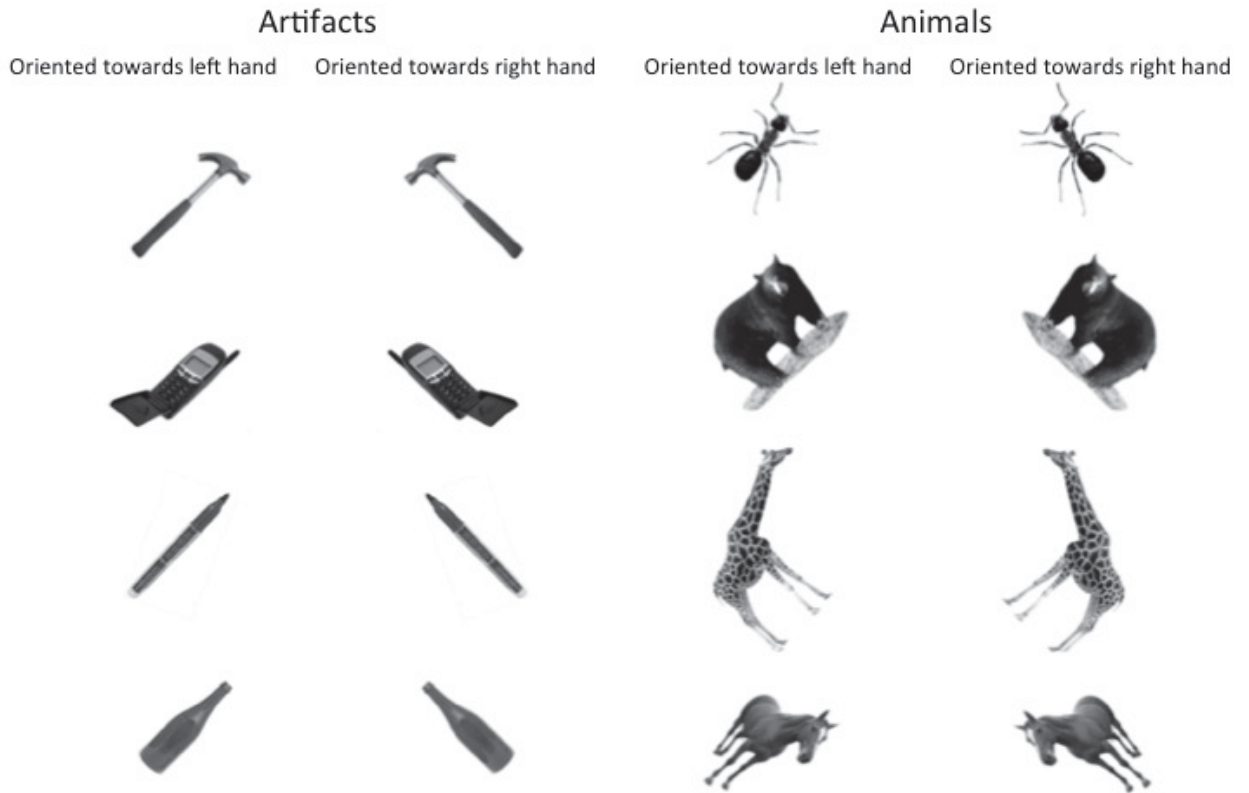 Artifacts
Oriented towards left hand
Oriented towards right hand
Animals
Oriented towards left hand
Oriented towards right hand